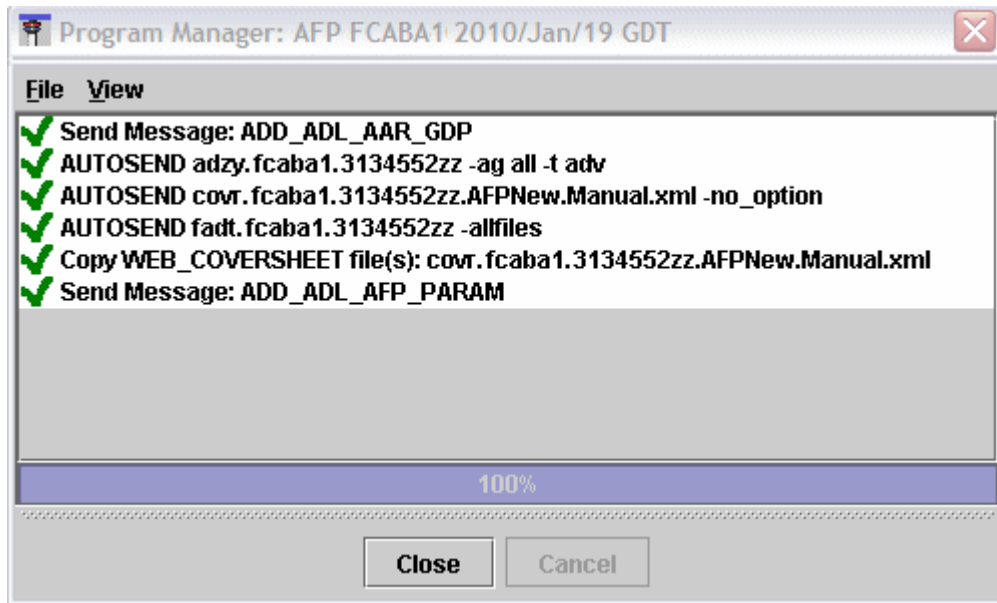 Program Manager: AFP FCABA1 2010/Jan/19 GDT
File View
Send Message: ADD_ADL_AAR_GDP
AUTOSEND adzy.fcaba1.3134552zz -ag all -t adv
AUTOSEND covr.fcaba1.3134552zz.AFPNew.Manual.xml -no_option
AUTOSEND fadt.fcaba1.3134552zz -allfiles
Copy WEB_COVERSHEET file(s): covr.fcaba1.3134552zz.AFPNew.Manual.xml
Send Message: ADD_ADL_AFP_PARAM
100%
Close Cancel